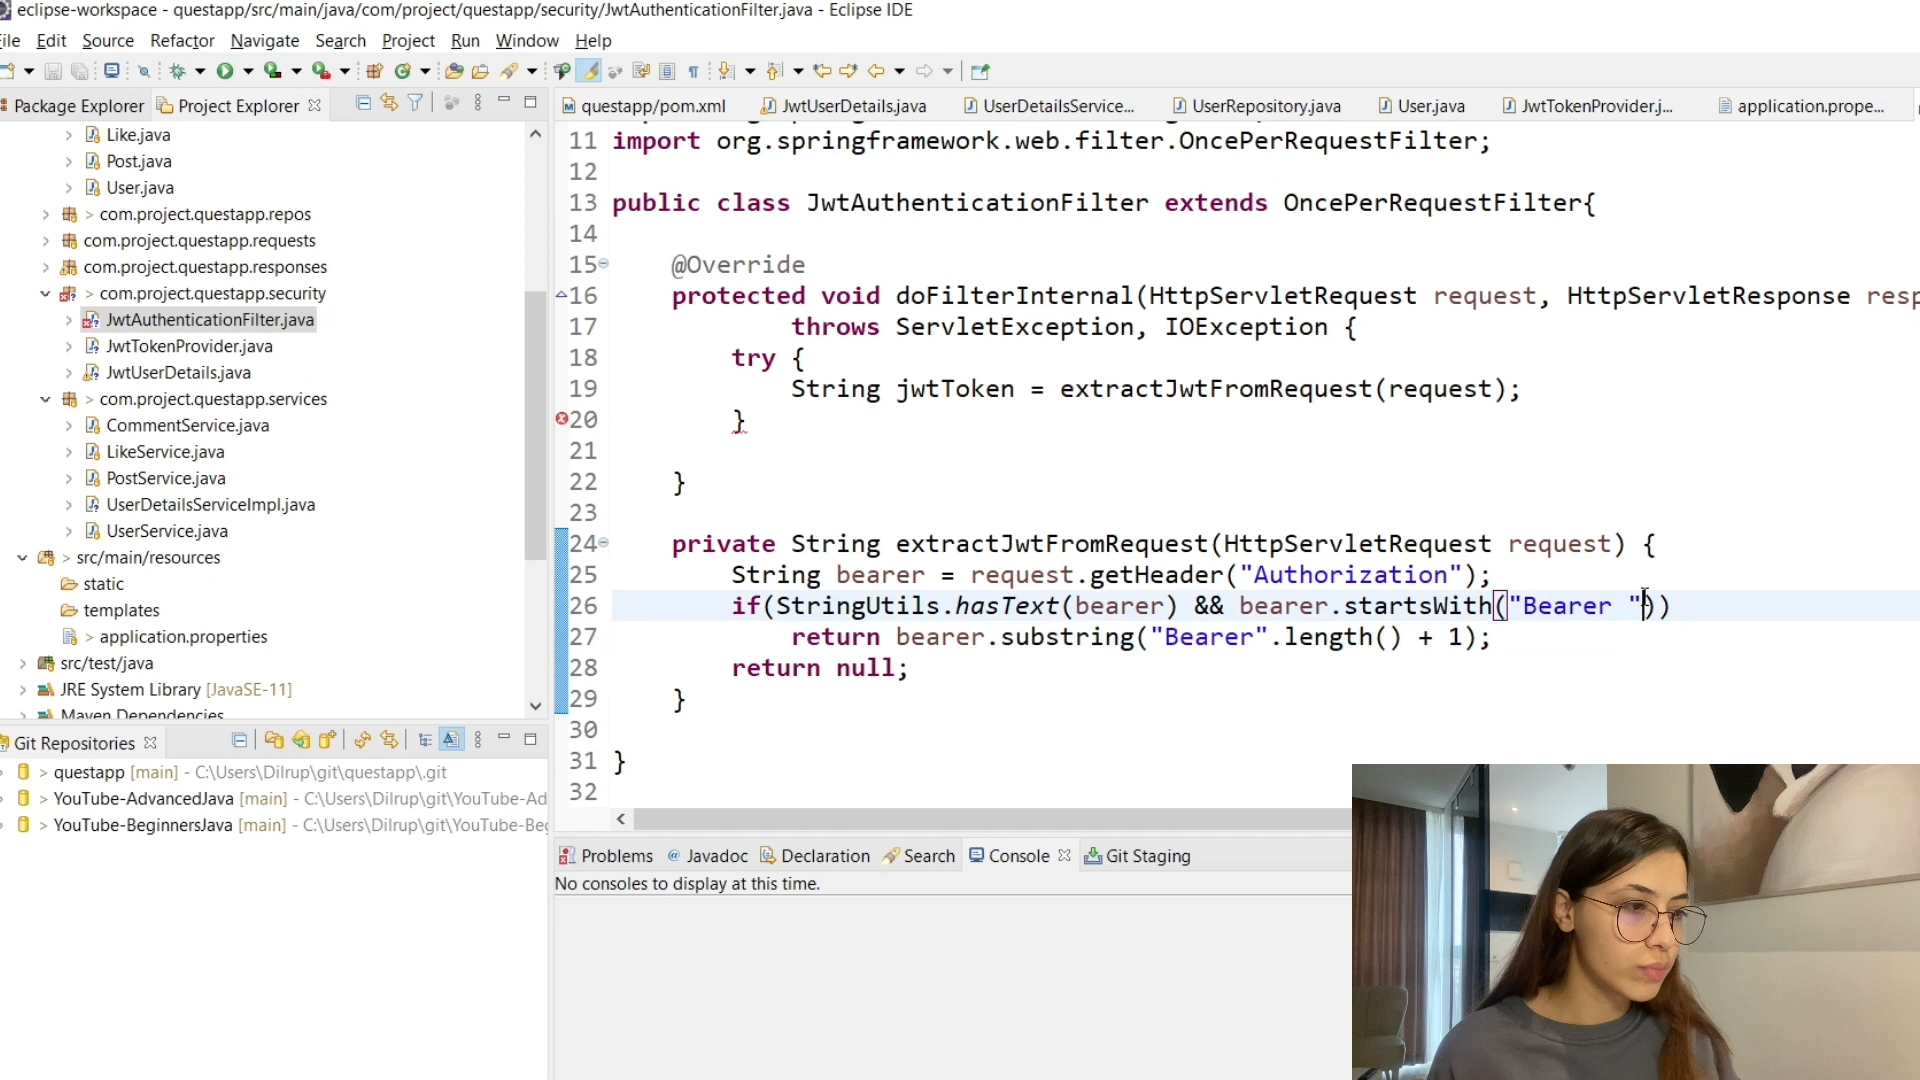 eclipse-workspace - questapp/src/main/java/com/project/questapp/security/JwtAuthenticationFilter.java - Eclipse IDE
File Edit Source Refactor Navigate Search Project Run Window Help
Package Explorer Project Explorer
questapp/pom.xml JwtUserDetails.java UserDetailsService... UserRepository.java User.java JwtTokenProvider.j... application.prope...
Like.java
Post.java
User.java
> com.project.questapp.repos
com.project.questapp.requests
com.project.questapp.responses
> com.project.questapp.security
JwtAuthenticationFilter.java
JwtTokenProvider.java
JwtUserDetails.java
> com.project.questapp.services
CommentService.java
LikeService.java
PostService.java
UserDetailsServiceImpl.java
UserService.java
> src/main/resources
static
templates
> application.properties
src/test/java
JRE System Library [JavaSE-11]
Maven Dependencies
11 import org.springframework.web.filter.OncePerRequestFilter;
12
13 public class JwtAuthenticationFilter extends OncePerRequestFilter{
14
15 @Override
16 protected void doFilterInternal(HttpServletRequest request, HttpServletResponse resp
17 throws ServletException, IOException {
18 try {
19 String jwtToken = extractJwtFromRequest(request);
20 }
21
22 }
23
24 private String extractJwtFromRequest(HttpServletRequest request) {
25 String bearer = request.getHeader("Authorization");
26 if(StringUtils.hasText(bearer) && bearer.startsWith("Bearer "))
27 return bearer.substring("Bearer".length() + 1);
28 return null;
29 }
30
31 }
32
Git Repositories
> questapp [main] - C:\Users\Dilrup\git\questapp\.git
> YouTube-AdvancedJava [main] - C:\Users\Dilrup\git\YouTube-Ad
> YouTube-BeginnersJava [main] - C:\Users\Dilrup\git\YouTube-Be
Problems Javadoc Declaration Search Console Git Staging
No consoles to display at this time.